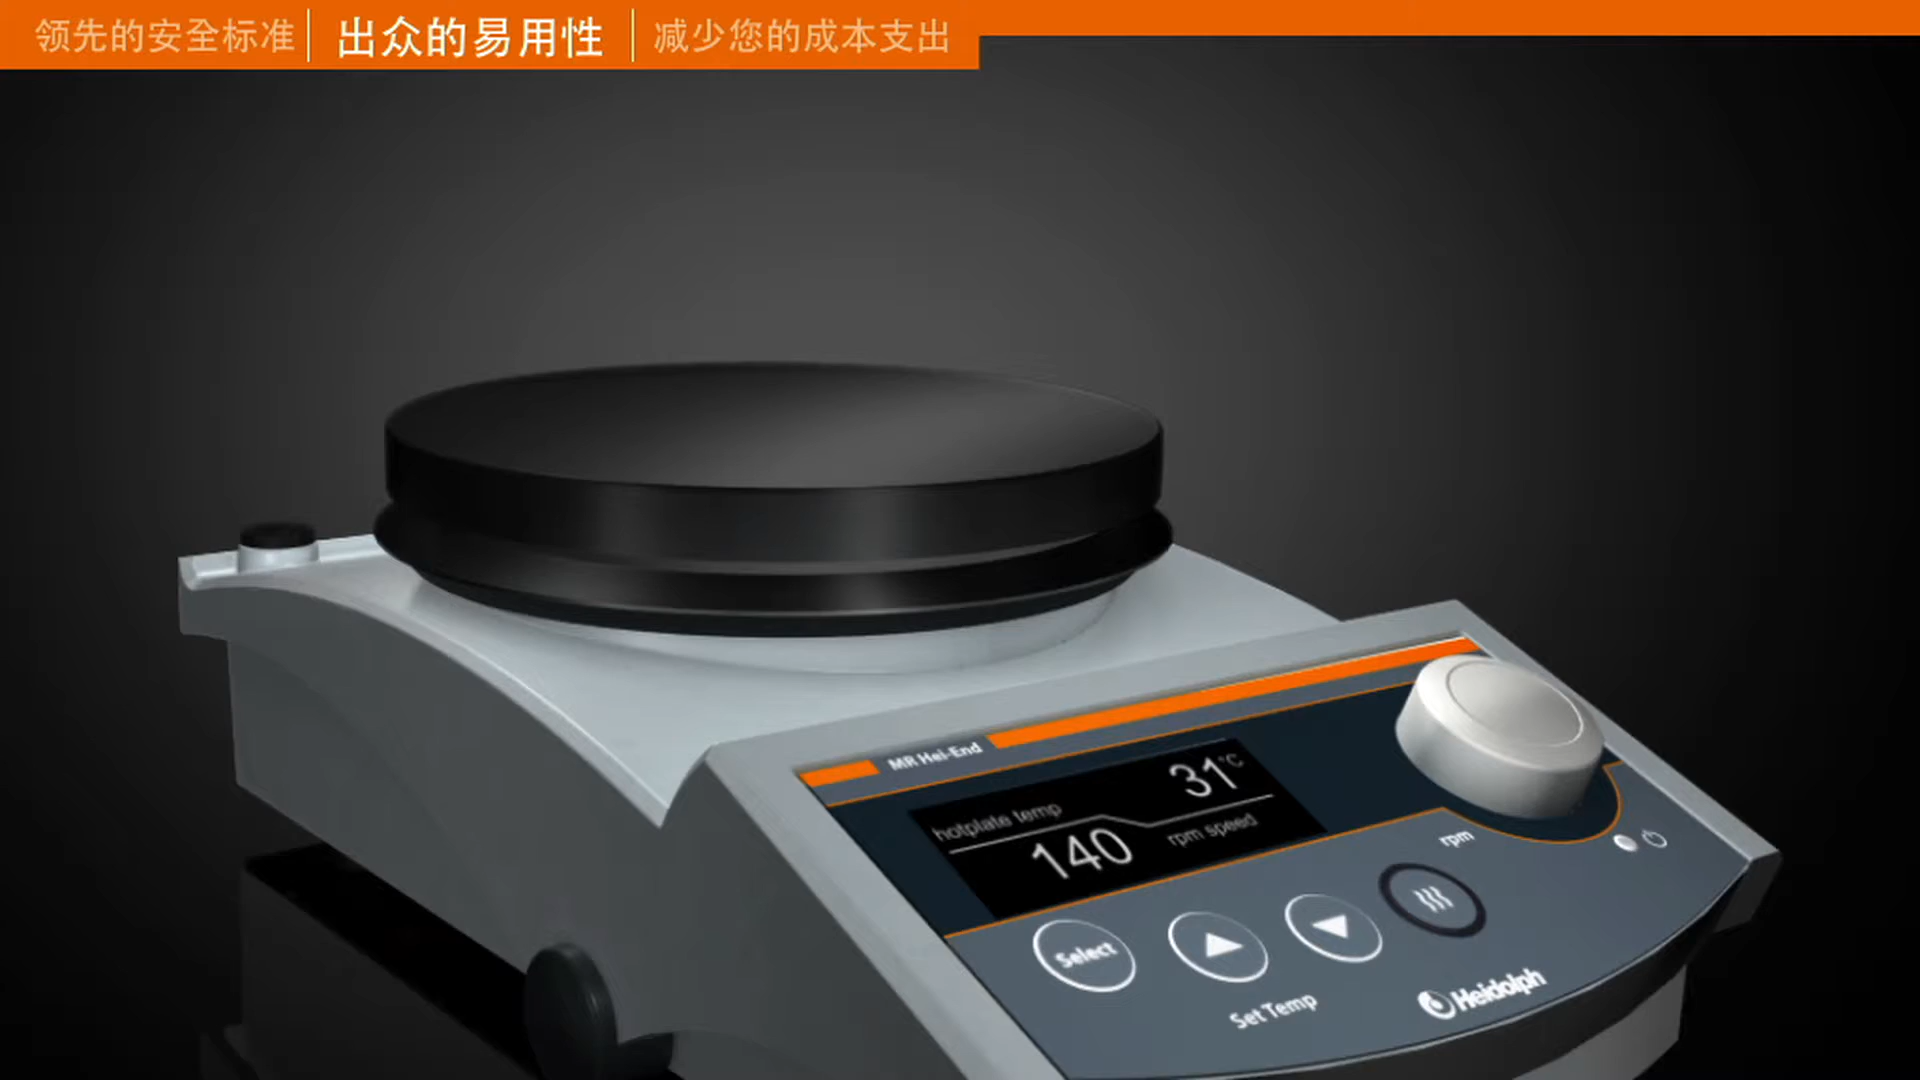 领先的安全标准
出众的易用性
减少您的成本支出
MR Hei-End
31°C
hotplate temp
140
rpm speed
rpm
Select
Set Temp
Heidolph